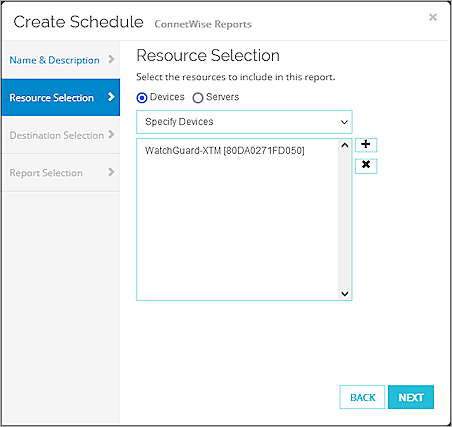 Create Schedule ConnetWise Reports ×
Name & Description
Resource Selection
Destination Selection
Report Selection
Resource Selection
Select the resources to include in this report.
Devices Servers
Specify Devices
WatchGuard-XTM [80DA0271FD050]
BACK NEXT